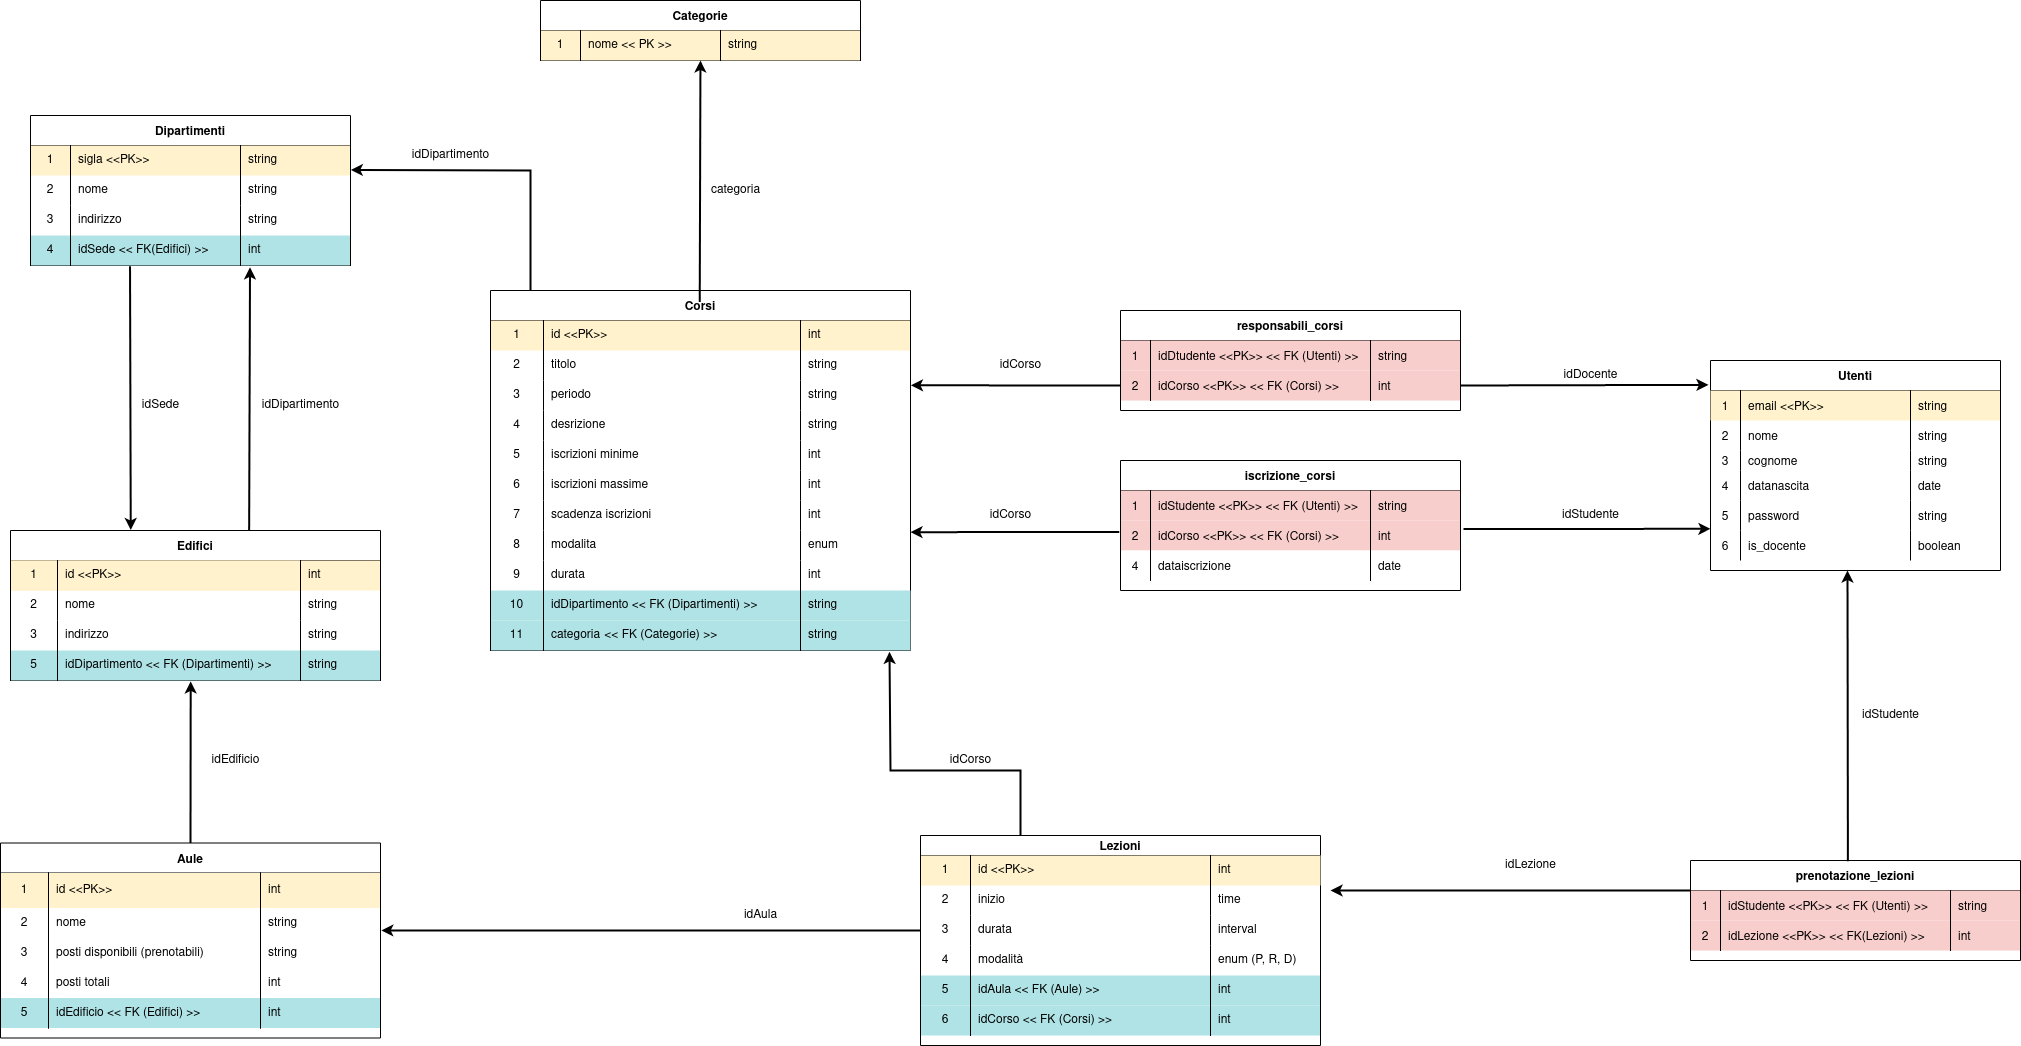 Categorie
1 nome << PK >> string
Dipartimenti
1 sigla <<PK>> string
2 nome string
3 indirizzo string
4 idSede << FK(Edifici) >> int
idDipartimento
categoria
idSede
idDipartimento
Corsi
1 id <<PK>> int
2 titolo string
3 periodo string
4 desrizione string
5 iscrizioni minime int
6 iscrizioni massime int
7 scadenza iscrizioni int
8 modalita enum
9 durata int
10 idDipartimento << FK (Dipartimenti) >> string
11 categoria << FK (Categorie) >> string
idCorso
responsabili_corsi
1 idDtudente <<PK>> << FK (Utenti) >> string
2 idCorso <<PK>> << FK (Corsi) >> int
idDocente
idCorso
iscrizione_corsi
1 idStudente <<PK>> << FK (Utenti) >> string
2 idCorso <<PK>> << FK (Corsi) >> int
4 dataiscrizione date
idStudente
Utenti
1 email <<PK>> string
2 nome string
3 cognome string
4 datanascita date
5 password string
6 is_docente boolean
Edifici
1 id <<PK>> int
2 nome string
3 indirizzo string
5 idDipartimento << FK (Dipartimenti) >> string
idEdificio
idCorso
idStudente
Aule
1 id <<PK>> int
2 nome string
3 posti disponibili (prenotabili) string
4 posti totali int
5 idEdificio << FK (Edifici) >> int
idAula
Lezioni
1 id <<PK>> int
2 inizio time
3 durata interval
4 modalità enum (P, R, D)
5 idAula << FK (Aule) >> int
6 idCorso << FK (Corsi) >> int
idLezione
prenotazione_lezioni
1 idStudente <<PK>> << FK (Utenti) >> string
2 idLezione <<PK>> << FK(Lezioni) >> int